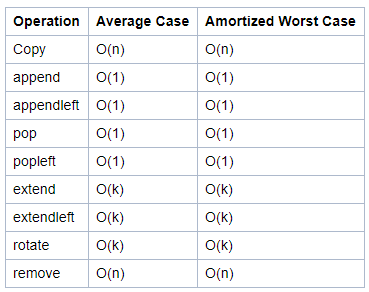 Operation Average Case Amortized Worst Case
Copy O(n) O(n)
append O(1) O(1)
appendleft O(1) O(1)
pop O(1) O(1)
popleft O(1) O(1)
extend O(k) O(k)
extendleft O(k) O(k)
rotate O(k) O(k)
remove O(n) O(n)